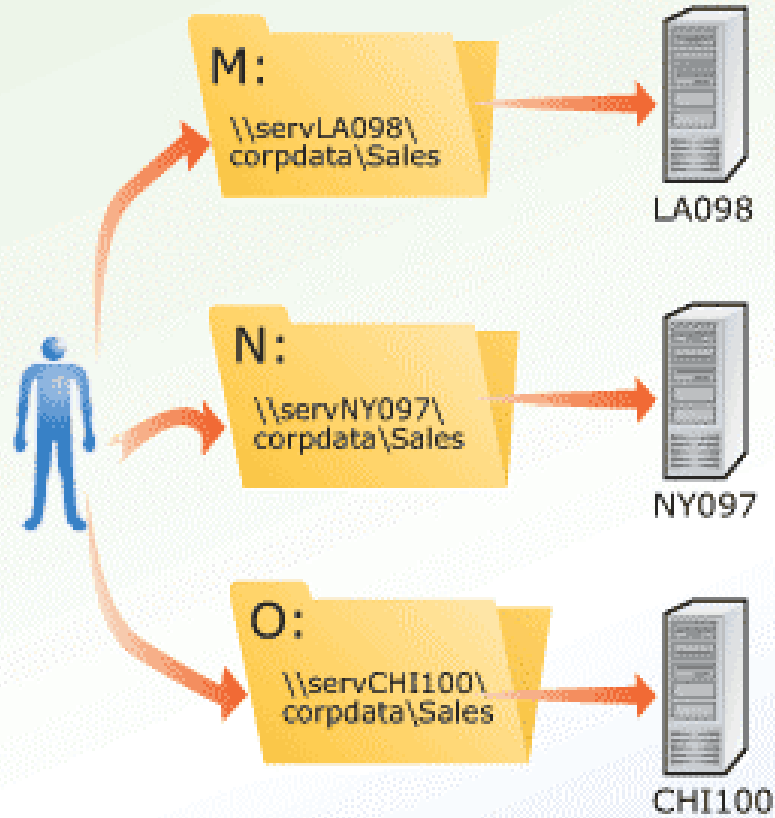 M:
\\servLA098\
corpdata\Sales
LA098
N:
\\servNY097\
corpdata\Sales
NY097
O:
\\servCHI100\
corpdata\Sales
CHI100